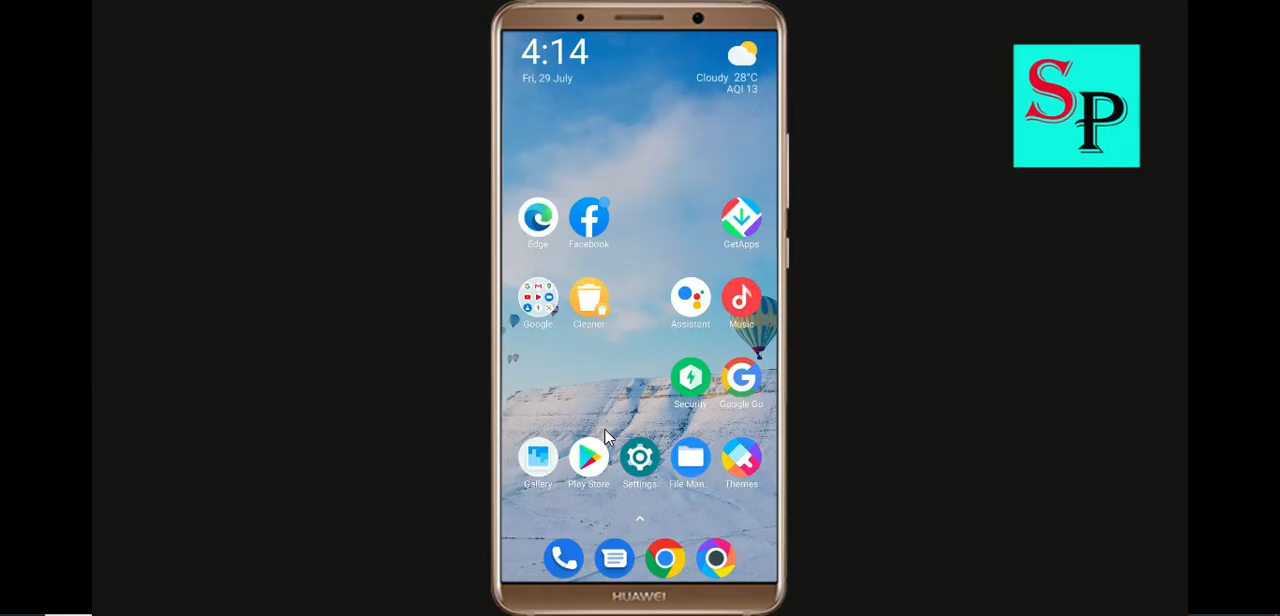 4:14
Fri, 29 July
Cloudy 28°C
AQI 13
SP
Edge
Facebook
GetApps
Google
Cleaner
Assistant
Music
Security
Google Go
Gallery
Play Store
Settings
File Man..
Themes
HUAWEI